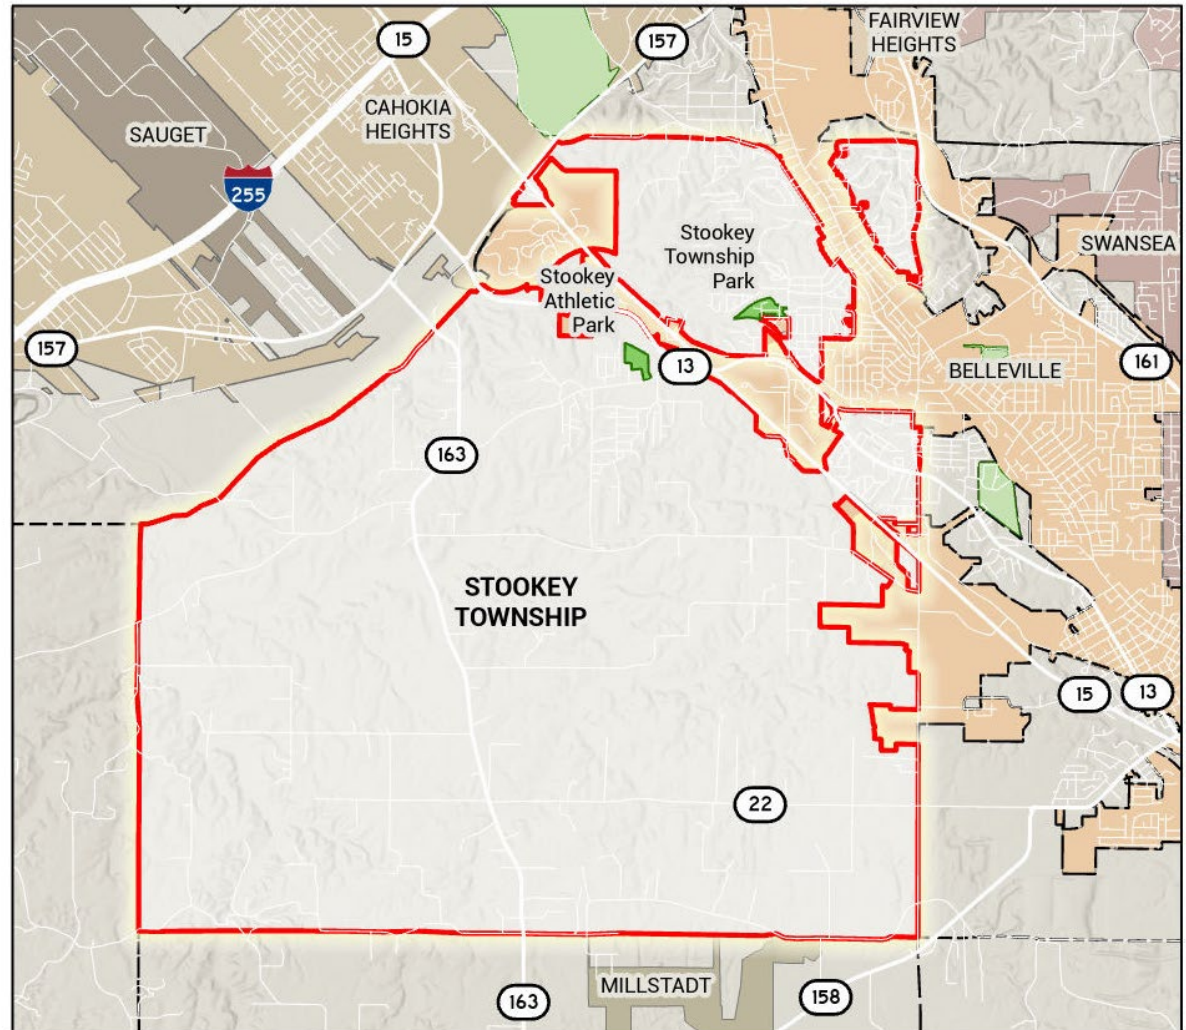 15
157
FAIRVIEW
HEIGHTS
CAHOKIA
HEIGHTS
SAUGET
255
Stookey
Township
Park
SWANSEA
Stookey
Athletic
Park
157
13
BELLEVILLE
161
163
STOOKEY
TOWNSHIP
15
13
22
MILLSTADT
163
158